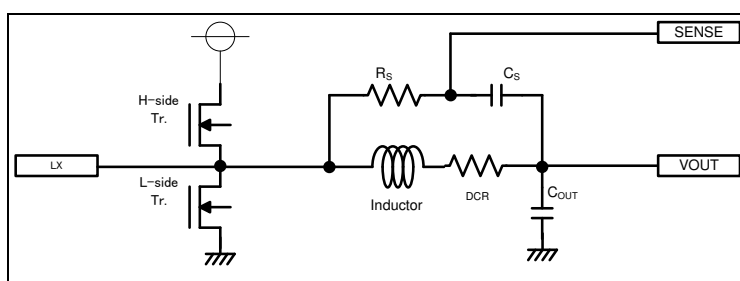 SENSE
RS
CS
H-side
Tr.
LX
VOUT
L-side
Tr.
Inductor
DCR
COUT